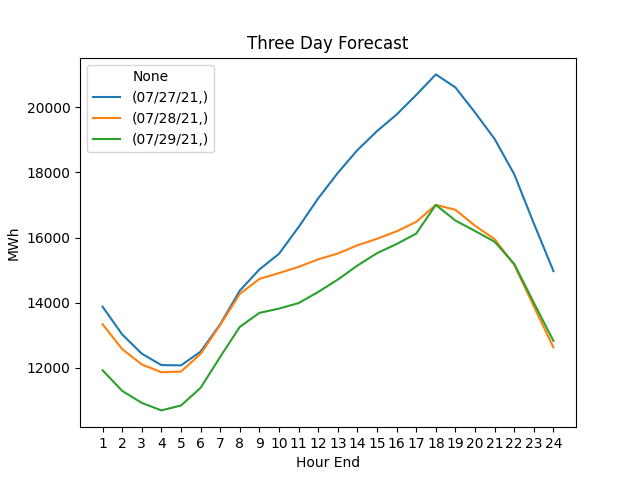 Three Day Forecast
None
(07/27/21,)
(07/28/21,)
(07/29/21,)
20000
18000
16000
14000
12000
MWh
1 2 3 4 5 6 7 8 9 10 11 12 13 14 15 16 17 18 19 20 21 22 23 24
Hour End